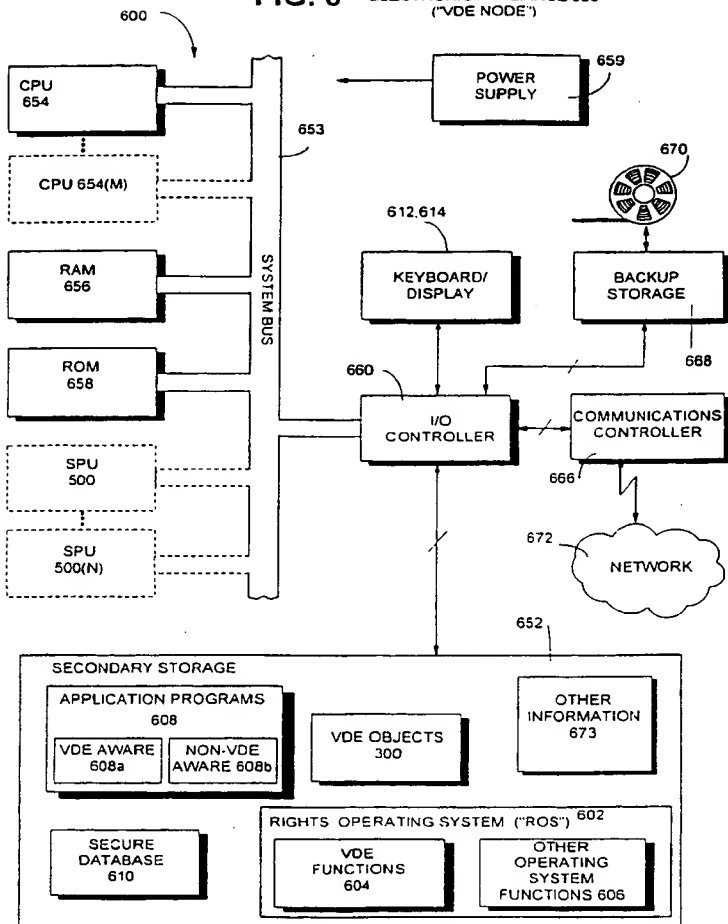 ("VDE NODE")
600
CPU
654
CPU 654(M)
RAM
656
ROM
658
SPU
500
SPU
500(N)
SYSTEM BUS
653
POWER
SUPPLY
659
670
612,614
KEYBOARD/
DISPLAY
BACKUP
STORAGE
668
660
I/O
CONTROLLER
COMMUNICATIONS
CONTROLLER
666
672
NETWORK
652
SECONDARY STORAGE
APPLICATION PROGRAMS
608
VDE AWARE
608a
NON-VDE
AWARE 608b
VDE OBJECTS
300
OTHER
INFORMATION
673
SECURE
DATABASE
610
RIGHTS OPERATING SYSTEM ("ROS") 602
VDE
FUNCTIONS
604
OTHER
OPERATING
SYSTEM
FUNCTIONS 606